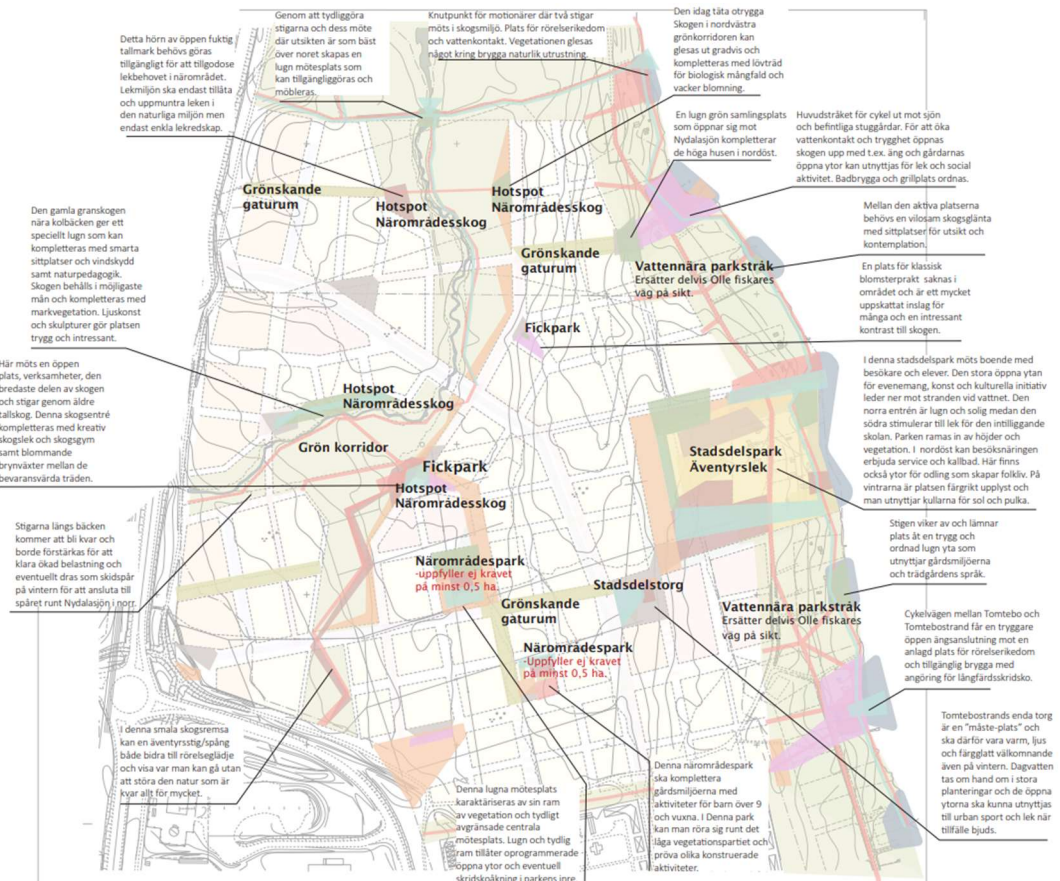 Genom att tydliggöra
stigarna och dess möte
där utsikten är som bäst
över noret skapas en
lugn mötesplats som
kan tillgängliggöras och
möbleras.
Knutpunkt för motionärer där två stigar
möts i skogsmiljö. Plats för rörelserikedom
och vattenkontakt. Vegetationen glesas
något kring brygga naturlik utrustning.
Den idag täta otrygga
Skogen i nordvästra
grönkorridoren kan
glesas ut gradvis och
kompletteras med lövträd
för biologisk mångfald och
vacker blomning.
Detta hörn av öppen fuktig
tallmark behövs göras
tillgängligt för att tillgodose
lekbehovet i närområdet.
Lekmiljön ska endast tillåta
och uppmuntra leken i
den naturliga miljön men
endast enkla lekredskap.
En lugn grön samlingsplats
som öppnar sig mot
Nydalasjön kompletterar
de höga husen i nordöst.
Huvudstråket för cykel ut mot sjön
och befintliga stuggårdar. För att öka
vattenkontakt och trygghet öppnas
skogen upp med t.ex. äng och gårdarnas
öppna ytor kan utnyttjas för lek och social
aktivitet. Badbrygga och grillplats ordnas.
Grönskande
gaturum
Hotspot
Närområdesskog
Hotspot
Närområdesskog
Mellan den aktiva platserna
behövs en vilosam skogsglänta
med sittplatser för utsikt och
kontemplation.
Den gamla granskogen
nära kolbäcken ger ett
speciellt lugn som kan
kompletteras med smarta
sittplatser och vindskydd
samt naturpedagogik.
Skogen behålls i möjligaste
mån och kompletteras med
markvegetation. Ljuskonst
och skulpturer gör platsen
trygg och intressant.
Grönskande
gaturum
Vattennära parkstråk
Ersätter delvis Olle fiskares
väg på sikt.
En plats för klassisk
blomsterprakt saknas i
området och är ett mycket
uppskattat inslag för
många och en intressant
kontrast till skogen.
Fickpark
Här möts en öppen
plats, verksamheter, den
bredaste delen av skogen
och stigar genom äldre
tallskog. Denna skogsentré
kompletteras med kreativ
skogslek och skogsgym
samt blommande
brynväxter mellan de
bevaransvärda träden.
I denna stadsdelspark möts boende med
besökare och elever. Den stora öppna ytan
för evenemang, konst och kulturella initiativ
leder ner mot stranden vid vattnet. Den
norra entrén är lugn och solig medan den
södra stimulerar till lek för den intilliggande
skolan. Parken ramas in av höjder och
vegetation. I nordöst kan besöksnäringen
erbjuda service och kallbad. Här finns
också ytor för odling som skapar folkliv. På
vintrarna är platsen färgrikt upplyst och
man utnyttjar kullarna för sol och pulka.
Hotspot
Närområdesskog
Grön korridor
Stadsdelspark
Äventyrslek
Fickpark
Hotspot
Närområdesskog
Stigarna längs bäcken
kommer att bli kvar och
borde förstärkas för att
klara ökad belastning och
eventuellt dras som skidspår
på vintern för att ansluta till
spåret runt Nydalasjön i norr.
Stigen viker av och lämnar
plats åt en trygg och
ordnad lugn yta som
utnyttjar gårdsmiljöerna
och trädgårdens språk.
Närområdespark
-uppfyller ej kravet
på minst 0,5 ha.
Stadsdelstorg
Grönskande
gaturum
Vattennära parkstråk
Ersätter delvis Olle fiskares
väg på sikt.
Cykelvägen mellan Tomtebo och
Tomtebostrand får en tryggare
öppen ängsanslutning mot en
anlagd plats för rörelserikedom
och tillgänglig brygga med
angöring för långfärdsskridsko.
Närområdespark
-Uppfyller ej kravet
på minst 0,5 ha.
I denna smala skogsremsa
kan en äventyrsstig/spång
både bidra till rörelseglädje
och visa var man kan gå utan
att störa den natur som är
kvar allt för mycket.
Tomtebostrands enda torg
är en "måste-plats" och
ska därför vara varm, ljus
och färgglatt välkomnande
även på vintern. Dagvatten
tas om hand om i stora
planteringar och de öppna
ytorna ska kunna utnyttjas
till urban sport och lek när
tillfälle bjuds.
Denna lugna mötesplats
karaktäriseras av sin ram
av vegetation och tydligt
avgränsade centrala
mötesplats. Lugn och tydlig
ram tillåter oprogrammerade
öppna ytor och eventuell
skridskoåkning i parkens inre
Denna närområdespark
ska komplettera
gårdsmiljöerna med
aktiviteter för barn över 9
och vuxna. I Denna park
kan man röra sig runt det
låga vegetationspartiet och
pröva olika konstruerade
aktiviteter.